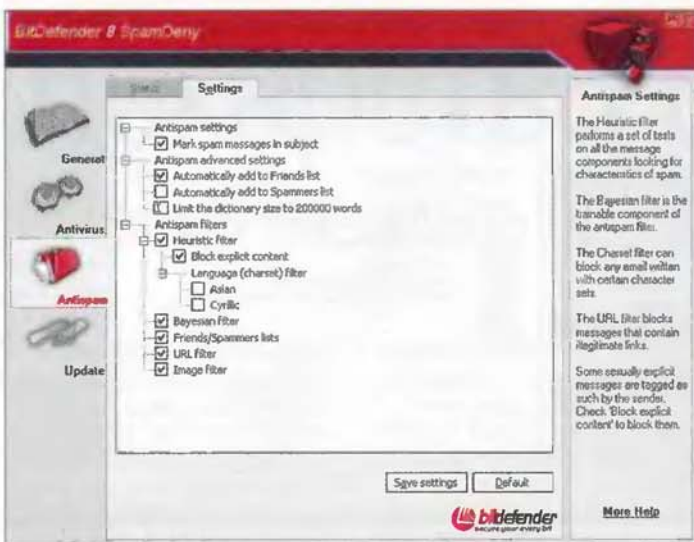 BitDefender 8 SpamDeny
Settings
General
Antivirus
Antispam
Update
Antispam settings
Mark spam messages in subject
Antispam advanced settings
Automatically add to Friends list
Automatically add to Spammers list
Limit the dictionary size to 200000 words
Antispam filters
Heuristic filter
Block explicit content
Language (charset) filter
Asian
Cyrillic
Bayesian filter
Friends/Spammers lists
URL filter
Image filter
Save settings
Default
bitdefender
secure your every bit
Antispam Settings
The Heuristic filter
performs a set of tests
on all the message
components looking for
characteristics of spam.
The Bayesian filter is the
trainable component of
the antispam filter.
The Charset filter can
block any email written
with certain character
sets.
The URL filter blocks
messages that contain
illegitimate links.
Some sexually explicit
messages are tagged as
such by the sender.
Check 'Block explicit
content' to block them.
More Help